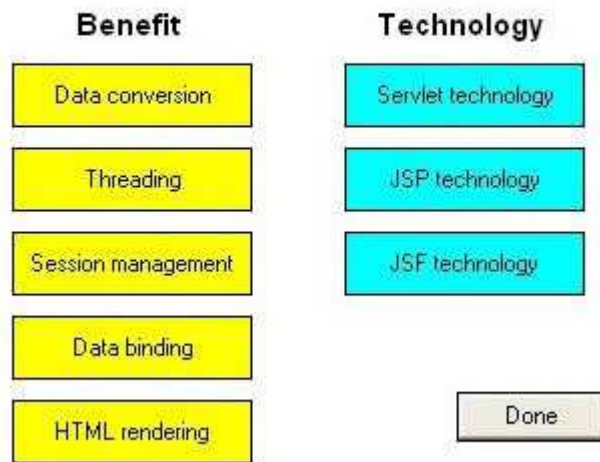 Benefit
Technology
Data conversion
Servlet technology
Threading
JSP technology
Session management
JSF technology
Data binding
Done
HTML rendering